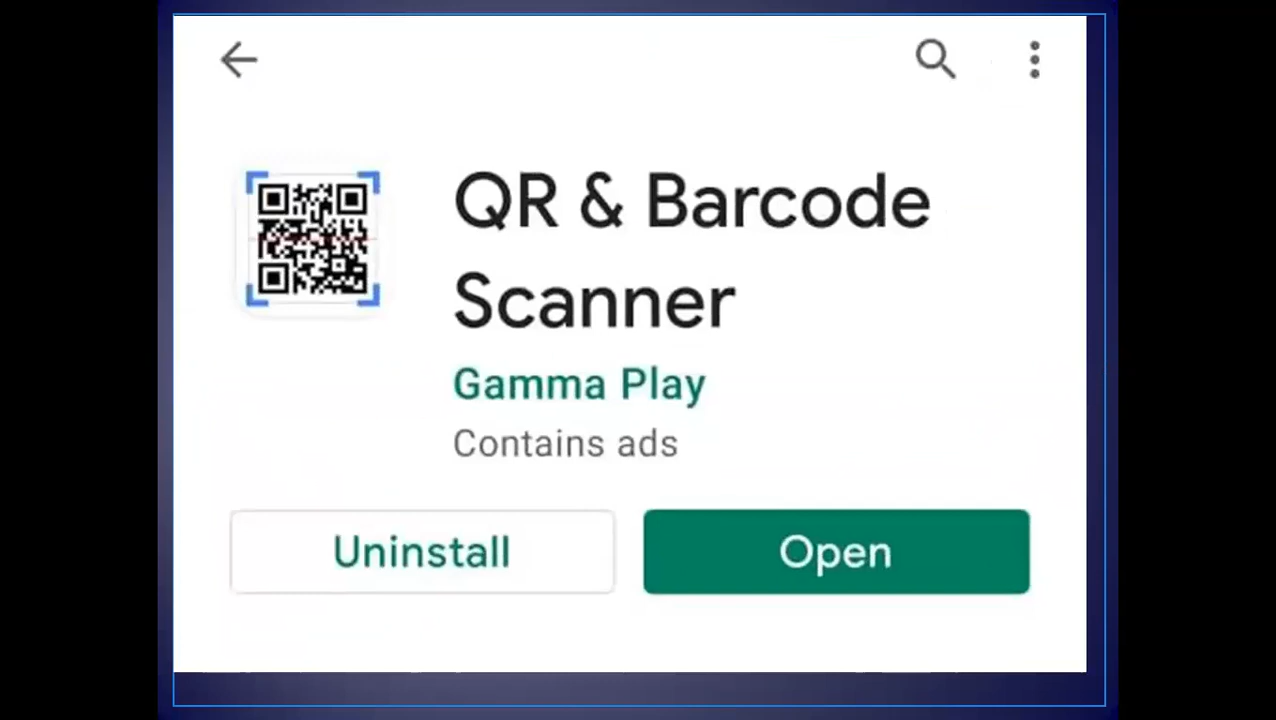 QR & Barcode
Scanner
Gamma Play
Contains ads
Uninstall
Open